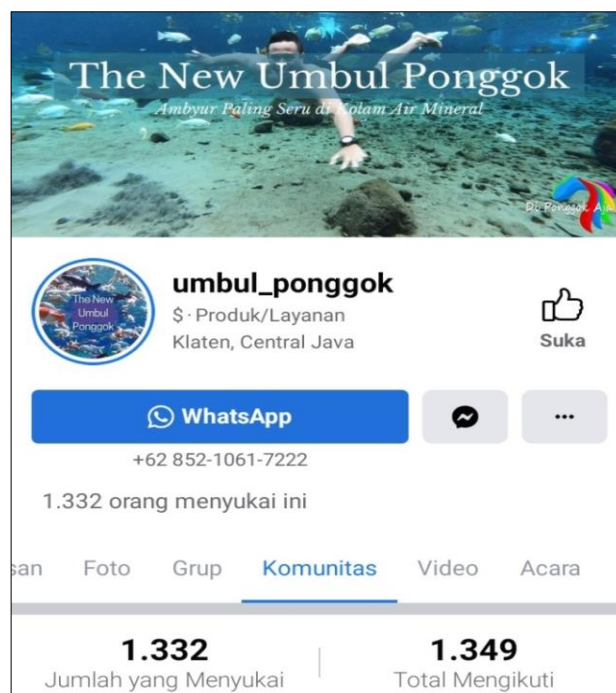 The New Umbul Ponggok
Ambyur Paling Seru di Kolam Air Mineral
Di Ponggok Aja
The New
Umbul
Ponggok
umbul_ponggok
$ · Produk/Layanan
Klaten, Central Java
Suka
WhatsApp
+62 852-1061-7222
1.332 orang menyukai ini
san Foto Grup Komunitas Video Acara
1.332 1.349
Jumlah yang Menyukai Total Mengikuti